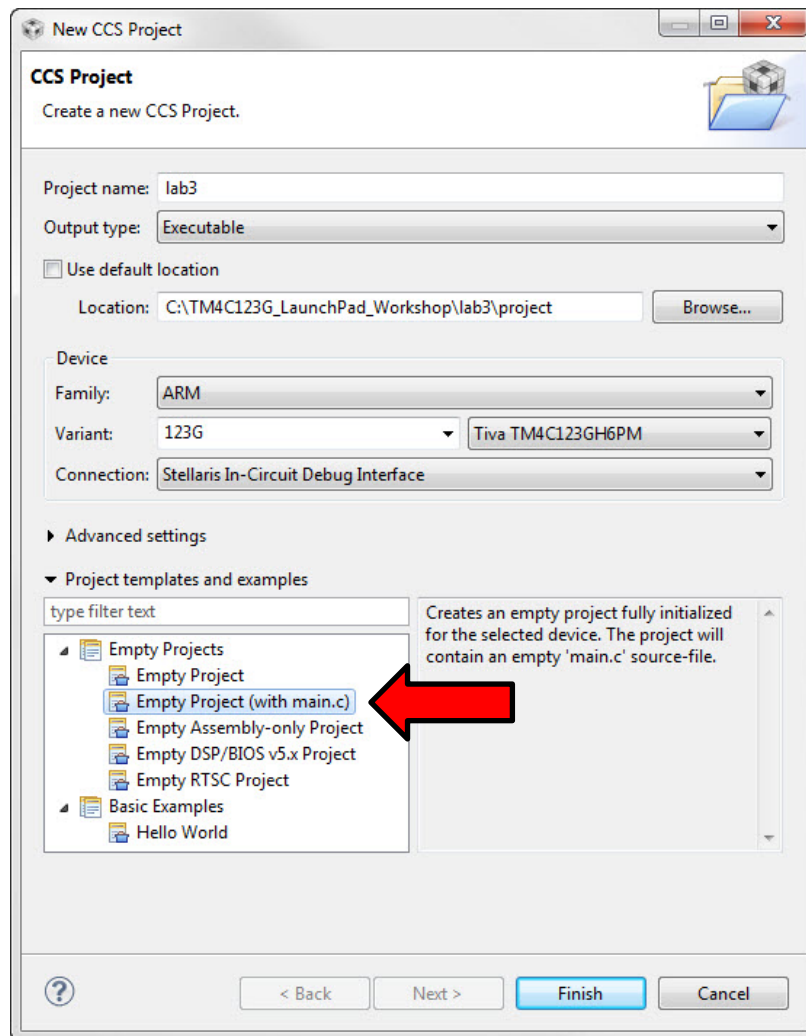 New CCS Project
CCS Project
Create a new CCS Project.
Project name: lab3
Output type: Executable
Use default location
Location: C:\TM4C123G_LaunchPad_Workshop\lab3\project Browse...
Device
Family: ARM
Variant: 123G Tiva TM4C123GH6PM
Connection: Stellaris In-Circuit Debug Interface
Advanced settings
Project templates and examples
type filter text
Empty Projects
Empty Project
Empty Project (with main.c)
Empty Assembly-only Project
Empty DSP/BIOS v5.x Project
Empty RTSC Project
Basic Examples
Hello World
Creates an empty project fully initialized
for the selected device. The project will
contain an empty 'main.c' source-file.
? < Back Next > Finish Cancel